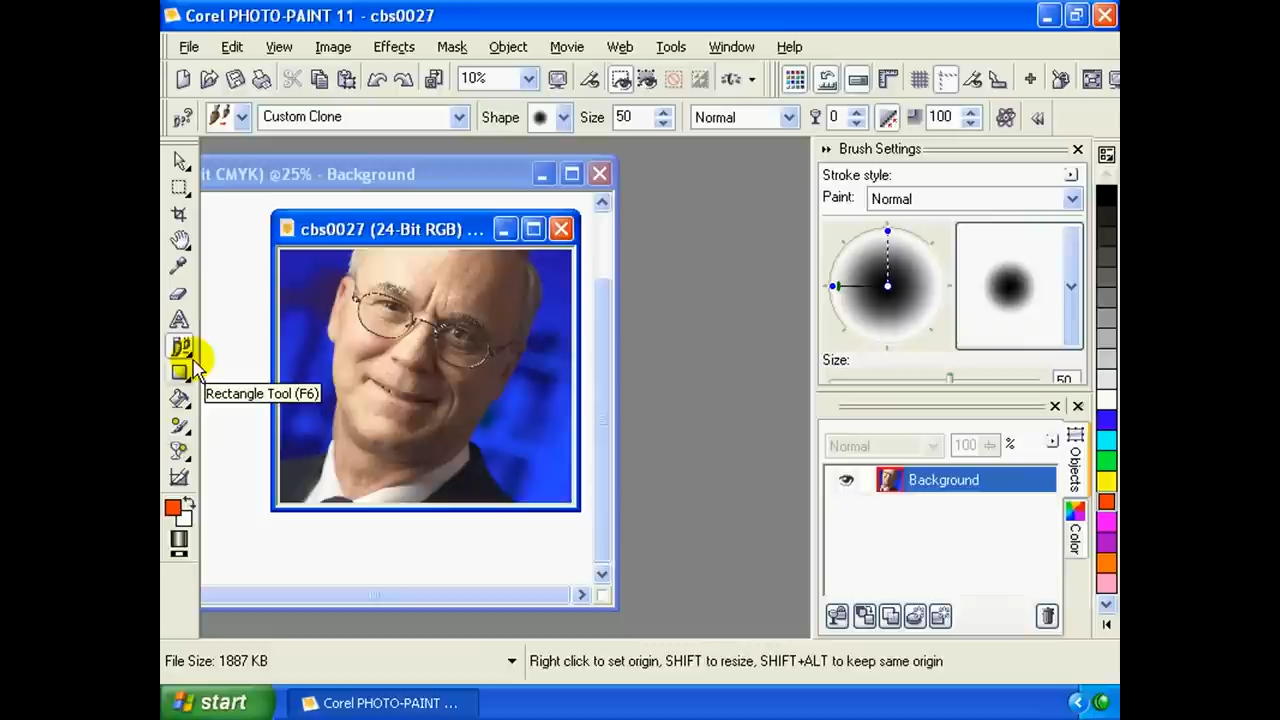 Corel PHOTO-PAINT 11 - cbs0027
File Edit View Image Effects Mask Object Movie Web Tools Window Help
10%
Custom Clone Shape Size 50 Normal 0 100
it CMYK) @25% - Background
Brush Settings
Stroke style:
Paint: Normal
cbs0027 (24-Bit RGB) ...
Size: 50
Rectangle Tool (F6)
Normal 100 %
Background
Objects
Color
File Size: 1887 KB
Right click to set origin, SHIFT to resize, SHIFT+ALT to keep same origin
start
Corel PHOTO-PAINT ...